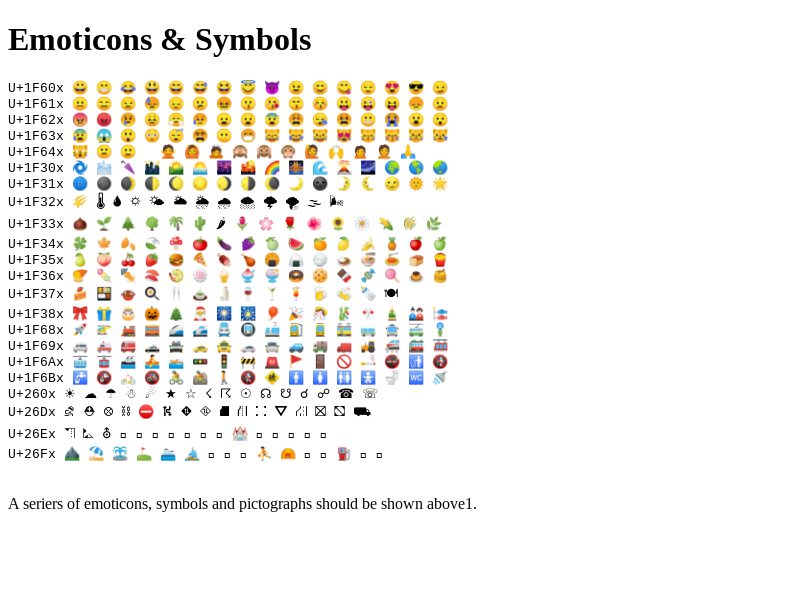 Emoticons & Symbols
U+1F60x 😀 😁 😂 😃 😄 😅 😆 😇 😈 😉 😊 😋 😌 😍 😎 😏
U+1F61x 😐 😑 😒 😓 😔 😕 😖 😗 😘 😙 😚 😛 😜 😝 😞 😟
U+1F62x 😠 😡 😢 😣 😤 😥 😦 😧 😨 😩 😪 😫 😬 😭 😮 😯
U+1F63x 😰 😱 😲 😳 😴 😵 😶 😷 😸 😹 😺 😻 😼 😽 😾 😿
U+1F64x 🙀 🙁 🙂 🙅 🙆 🙇 🙈 🙉 🙊 🙋 🙌 🙍 🙎 🙏
U+1F30x 🌀 🌁 🌂 🌃 🌄 🌅 🌆 🌇 🌈 🌉 🌊 🌋 🌌 🌍 🌎 🌏
U+1F31x 🌐 🌑 🌒 🌓 🌔 🌕 🌖 🌗 🌘 🌙 🌚 🌛 🌜 🌝 🌞 🌟
U+1F32x 🌠 🌡 🌢 🌣 🌤 🌥 🌦 🌧 🌨 🌩 🌪 🌫 🌬
U+1F33x 🌰 🌱 🌲 🌳 🌴 🌵 🌶 🌷 🌸 🌹 🌺 🌻 🌼 🌽 🌾 🌿
U+1F34x 🍀 🍁 🍂 🍃 🍄 🍅 🍆 🍇 🍈 🍉 🍊 🍋 🍌 🍍 🍎 🍏
U+1F35x 🍐 🍑 🍒 🍓 🍔 🍕 🍖 🍗 🍘 🍙 🍚 🍛 🍜 🍝 🍞 🍟
U+1F36x 🍠 🍡 🍢 🍣 🍤 🍥 🍦 🍧 🍨 🍩 🍪 🍫 🍬 🍭 🍮 🍯
U+1F37x 🍰 🍱 🍲 🍳 🍴 🍵 🍶 🍷 🍸 🍹 🍺 🍻 🍼 🍽
U+1F38x 🎀 🎁 🎂 🎃 🎄 🎅 🎆 🎇 🎈 🎉 🎊 🎋 🎌 🎍 🎎 🎏
U+1F68x 🚀 🚁 🚂 🚃 🚄 🚅 🚆 🚇 🚈 🚉 🚊 🚋 🚌 🚍 🚎 🚏
U+1F69x 🚐 🚑 🚒 🚓 🚔 🚕 🚖 🚗 🚘 🚙 🚚 🚛 🚜 🚝 🚞 🚟
U+1F6Ax 🚠 🚡 🚢 🚣 🚤 🚥 🚦 🚧 🚨 🚩 🚪 🚫 🚬 🚭 🚮 🚯
U+1F6Bx 🚰 🚱 🚲 🚳 🚴 🚵 🚶 🚷 🚸 🚹 🚺 🚻 🚼 🚽 🚾 🚿
U+260x ☀ ☁ ☂ ☃ ☄ ★ ☆ ☇ ☈ ☉ ☊ ☋ ☌ ☍ ☎ ☏
U+26Dx ⛐ ⛑ ⛒ ⛓ ⛔ ⛕ ⛖ ⛗ ⛘ ⛙ ⛚ ⛛ ⛜ ⛝ ⛞ ⛟
U+26Ex ⛠ ⛡ ⛢ ⛣ ⛤ ⛥ ⛦ ⛧ ⛨ ⛩ ⛪ ⛫ ⛬ ⛭ ⛮ ⛯
U+26Fx ⛰ ⛱ ⛲ ⛳ ⛴ ⛵ ⛶ ⛷ ⛸ ⛹ ⛺ ⛻ ⛼ ⛽ ⛾ ⛿
A seriers of emoticons, symbols and pictographs should be shown above1.